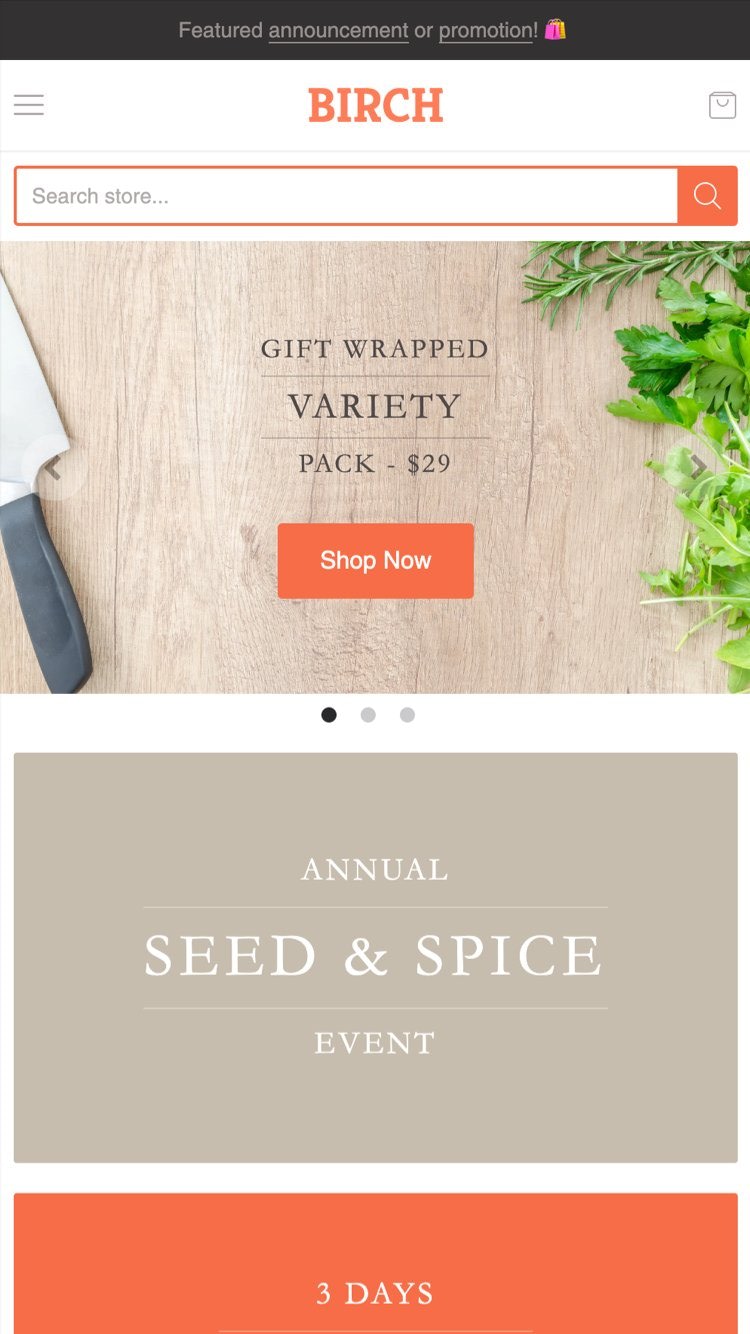 Featured announcement or promotion! 🛍️
BIRCH
Search store...
GIFT WRAPPED
VARIETY
PACK - $29
Shop Now
ANNUAL
SEED & SPICE
EVENT
3 DAYS